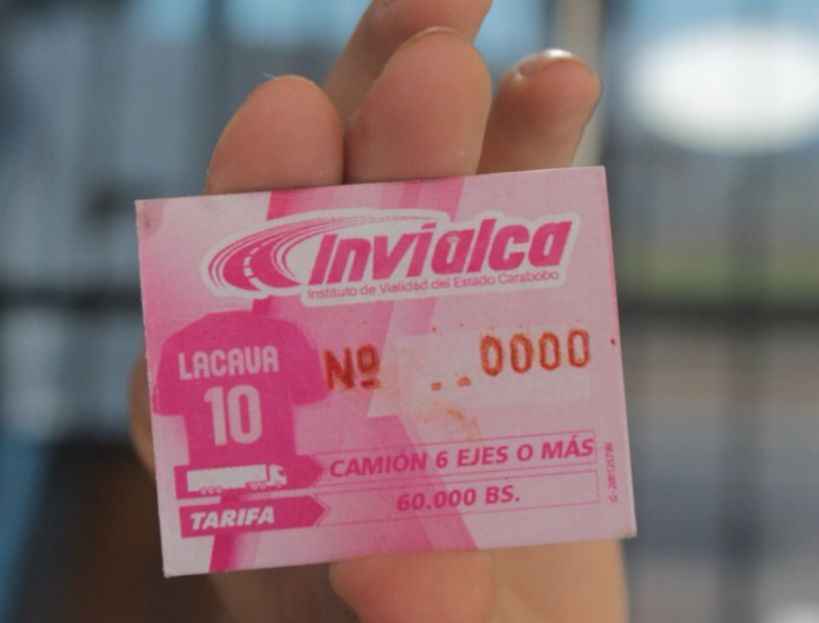 Invialca
Instituto de Vialidad del Estado Carabobo
LACAVA
10
Nº 0000
CAMIÓN 6 EJES O MÁS
60.000 BS.
TARIFA